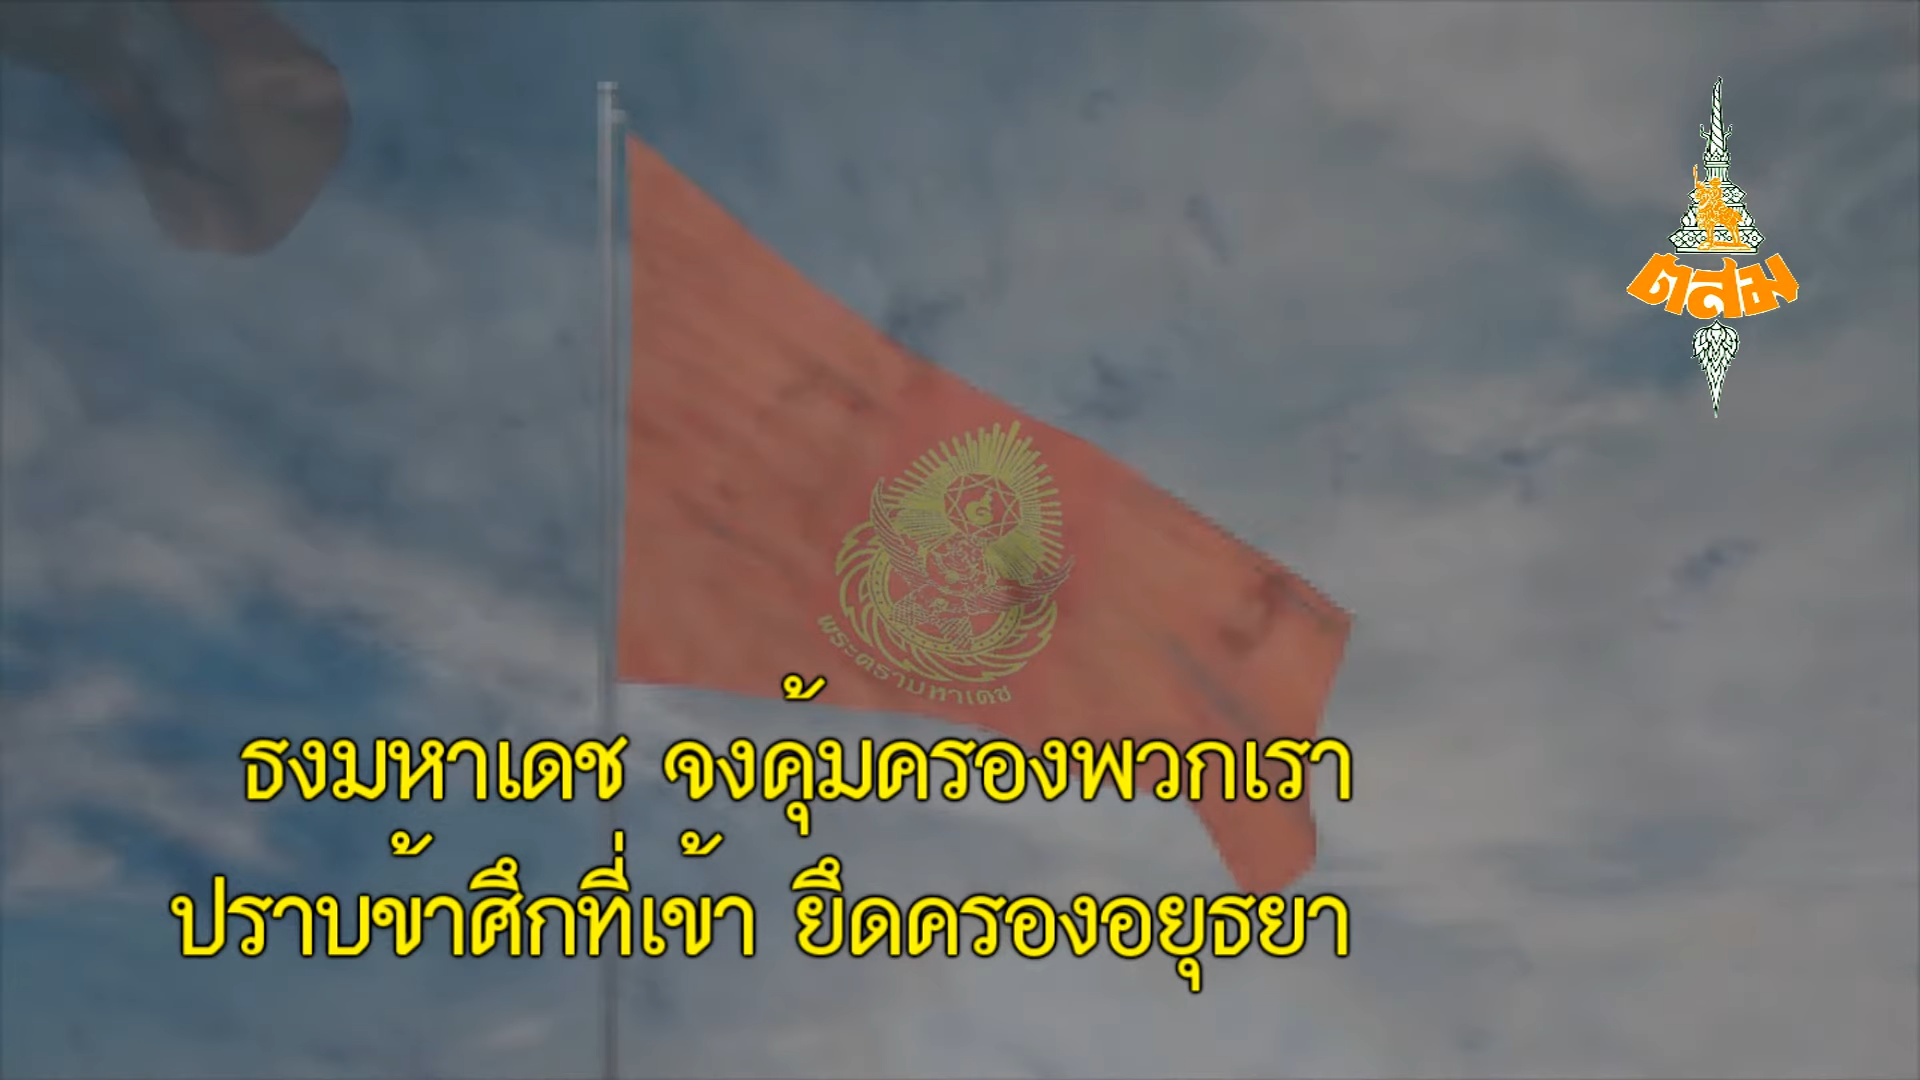 ตสม
พระตราบหาเดช
ธงมหาเดช จงคุ้มครองพวกเรา
ปราบข้าศึกที่เข้า ยึดครองอยุธยา